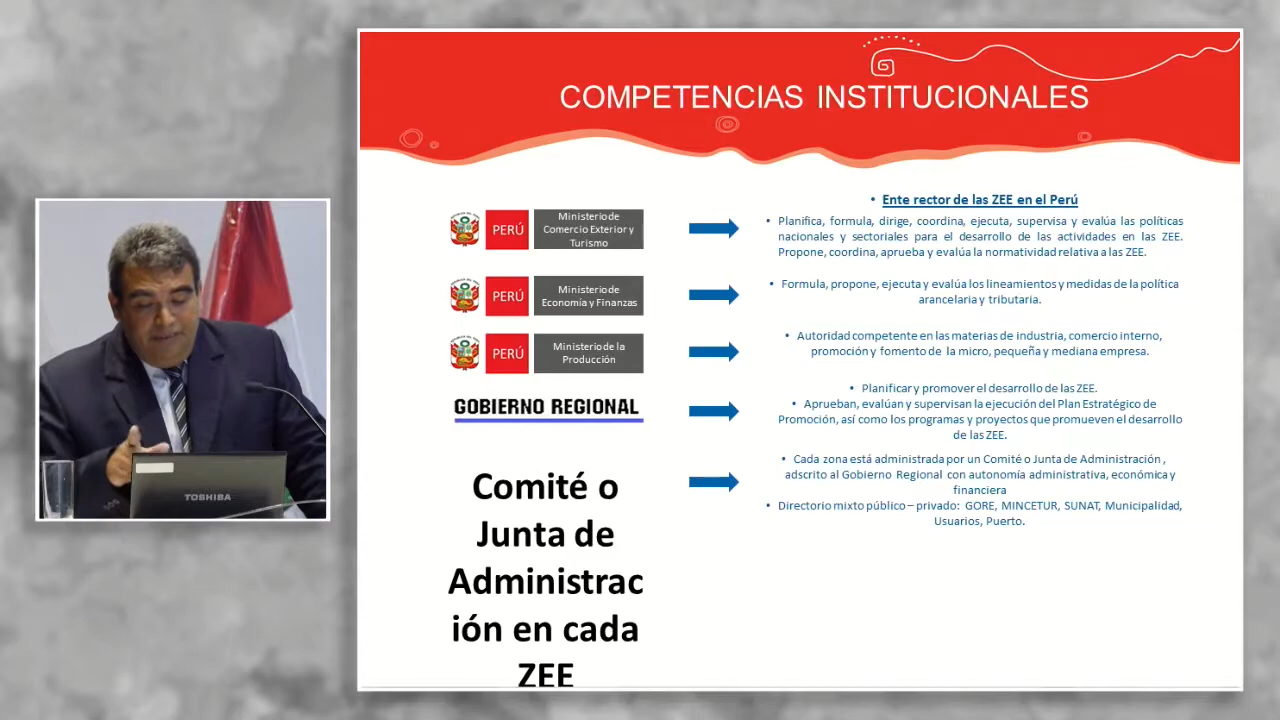 COMPETENCIAS INSTITUCIONALES
PERÚ
Ministerio de
Comercio Exterior y
Turismo
• Ente rector de las ZEE en el Perú
• Planifica, formula, dirige, coordina, ejecuta, supervisa y evalúa las políticas
nacionales y sectoriales para el desarrollo de las actividades en las ZEE.
Propone, coordina, aprueba y evalúa la normatividad relativa a las ZEE.
PERÚ
Ministerio de
Economía y Finanzas
• Formula, propone, ejecuta y evalúa los lineamientos y medidas de la política
arancelaria y tributaria.
PERÚ
Ministerio de la
Producción
• Autoridad competente en las materias de industria, comercio interno,
promoción y fomento de la micro, pequeña y mediana empresa.
GOBIERNO REGIONAL
• Planificar y promover el desarrollo de las ZEE.
• Aprueban, evalúan y supervisan la ejecución del Plan Estratégico de
Promoción, así como los programas y proyectos que promueven el desarrollo
de las ZEE.
Comité o
Junta de
Administrac
ión en cada
ZEE
• Cada zona está administrada por un Comité o Junta de Administración ,
adscrito al Gobierno Regional con autonomía administrativa, económica y
financiera
• Directorio mixto público – privado: GORE, MINCETUR, SUNAT, Municipalidad,
Usuarios, Puerto.
TOSHIBA